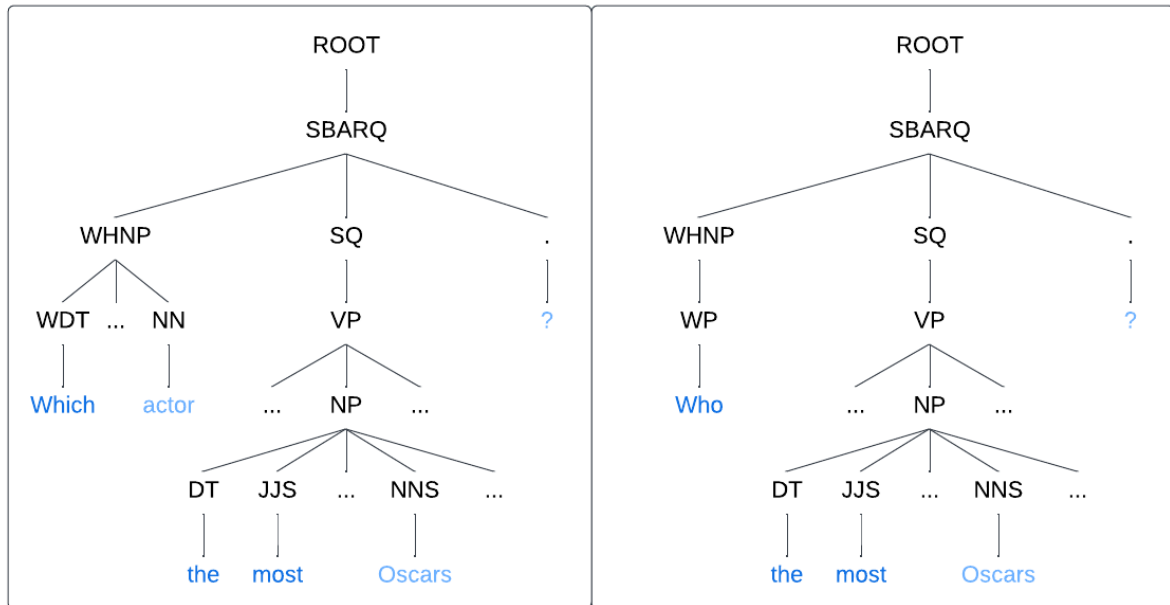 ROOT
SBARQ
WHNP SQ .
WDT ... NN VP ?
Which actor ... NP ...
DT JJS ... NNS ...
the most Oscars
ROOT
SBARQ
WHNP SQ .
WP VP ?
Who ... NP ...
DT JJS ... NNS ...
the most Oscars